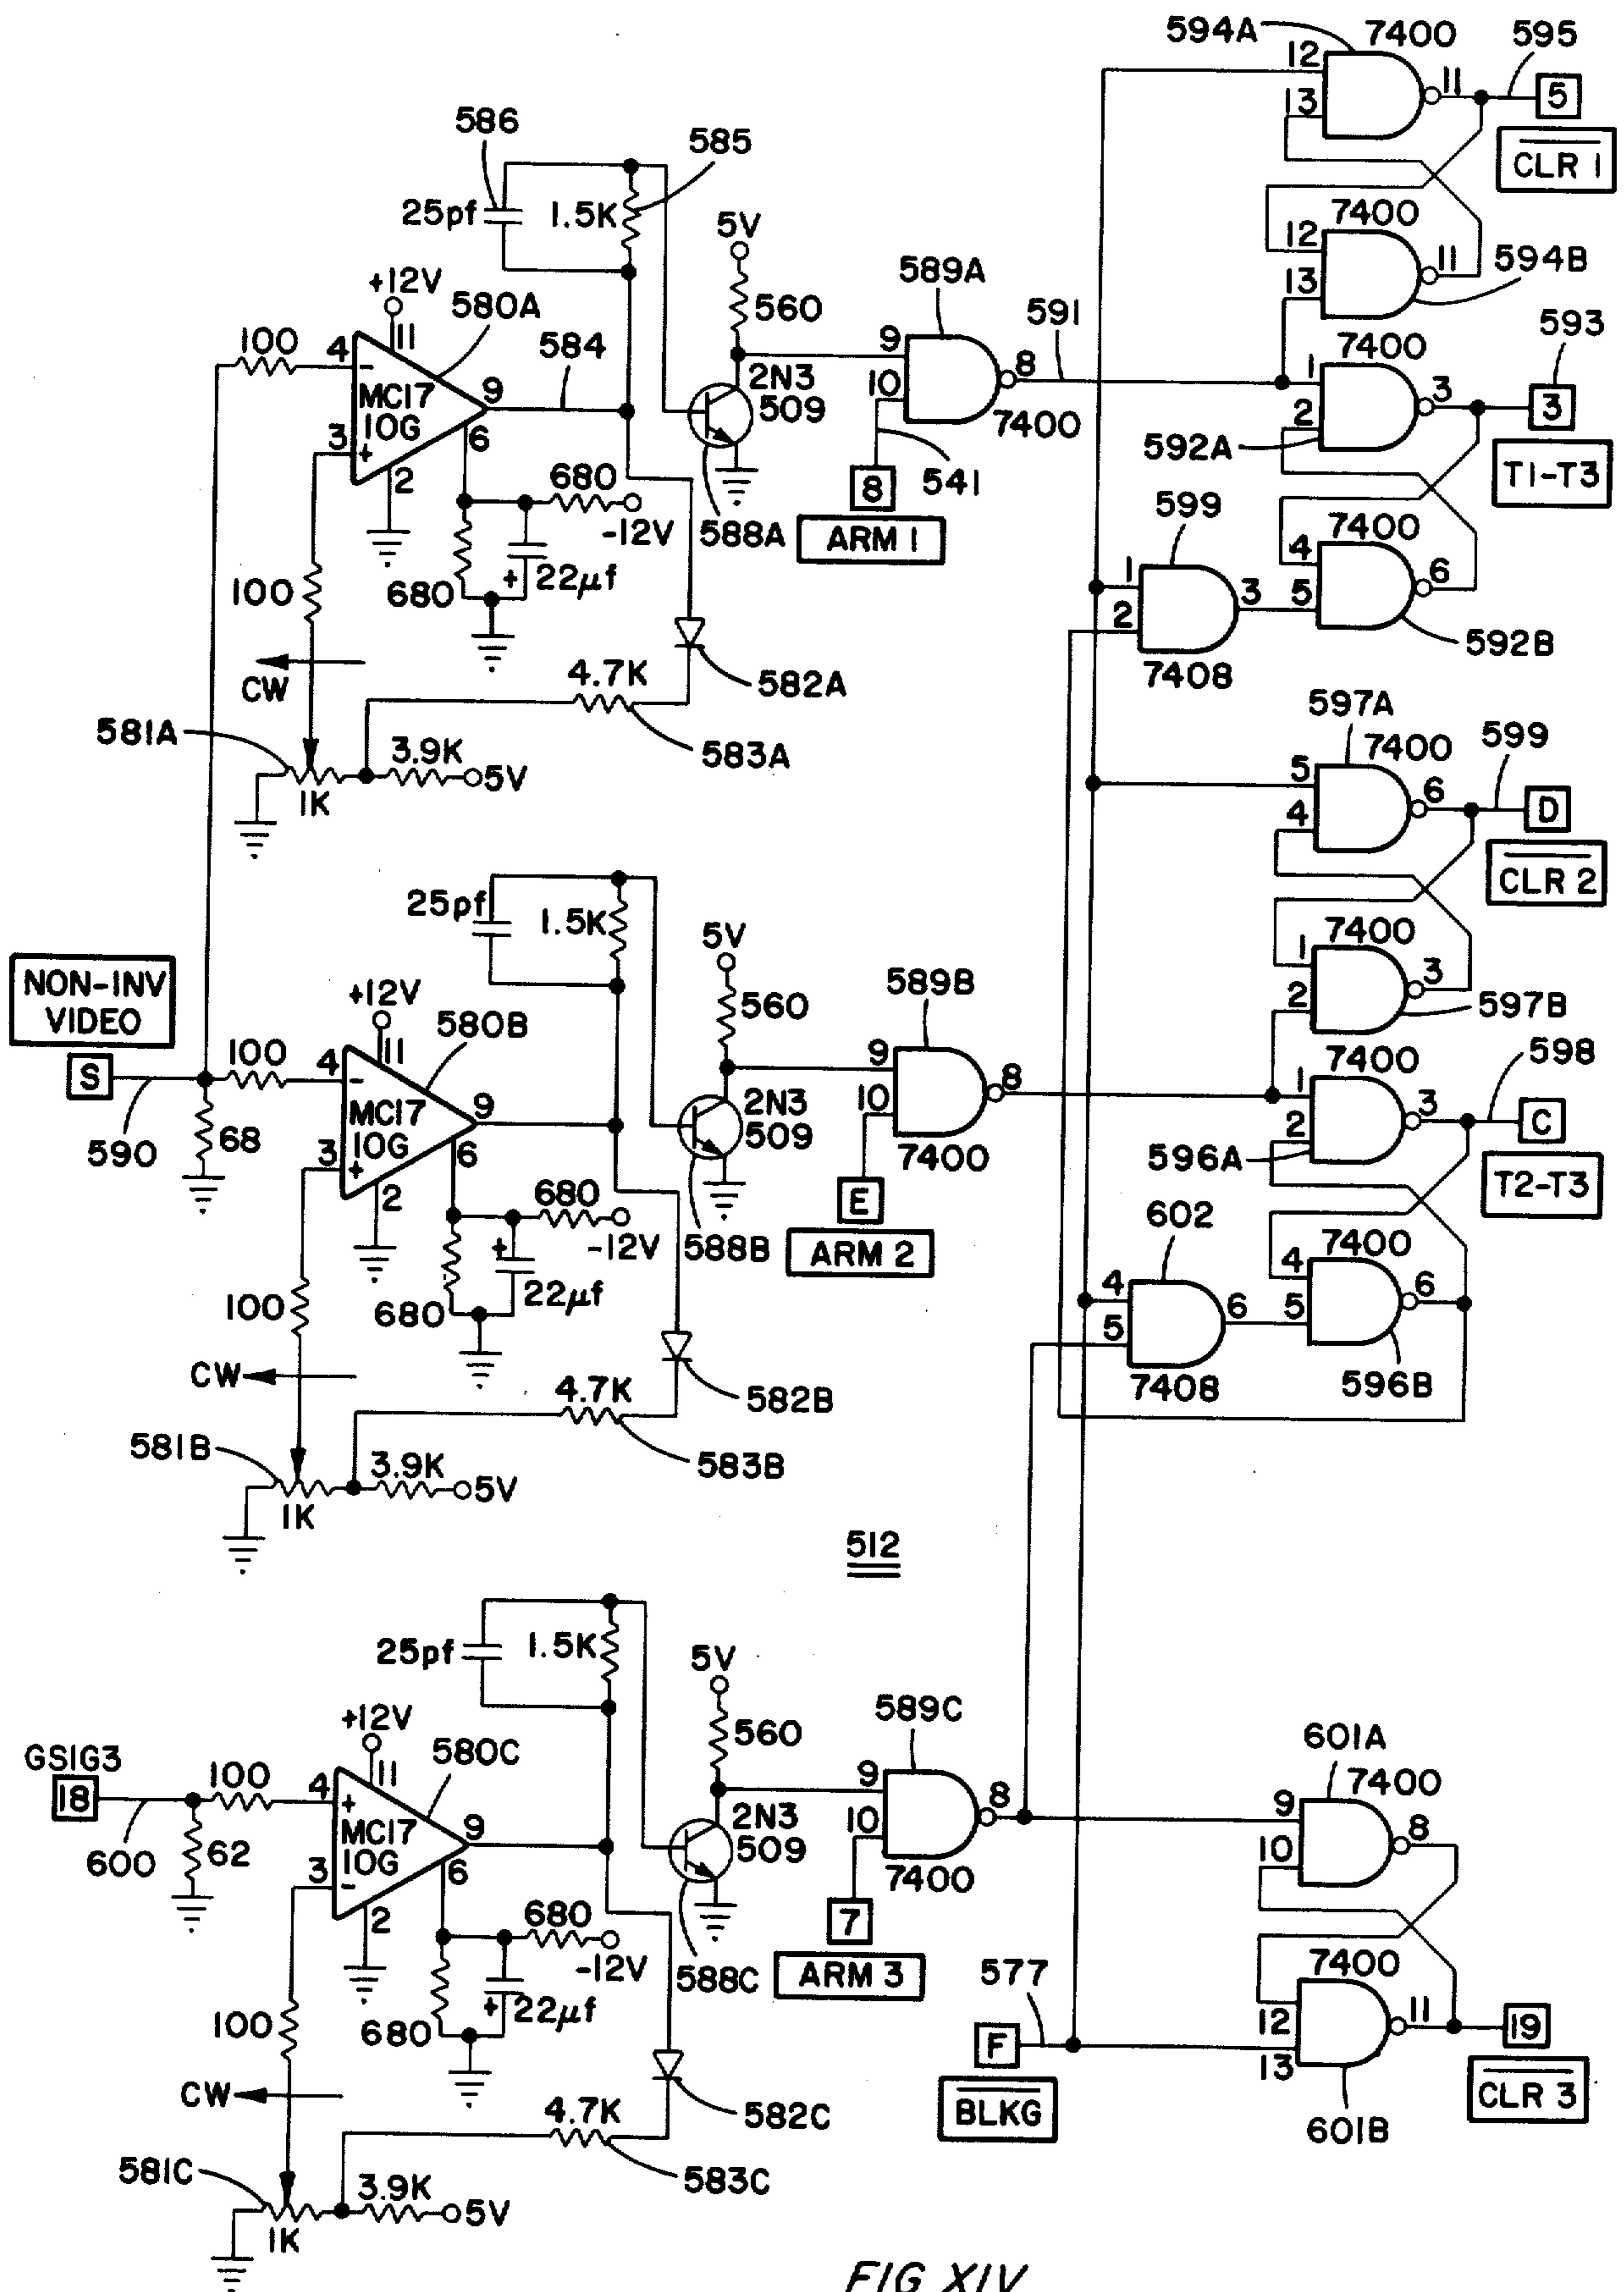 594A
7400
595
12
13
11
5
CLR 1
586
585
25pf
1.5K
7400
12
13
11
594B
5V
560
589A
+12V
580A
11
591
593
100
4
-
MC17
10G
9
584
3
+
6
2
2N3
509
9
10
8
7400
7400
1
2
3
3
592A
T1-T3
680
-12V
588A
8
541
ARM 1
599
7400
4
5
6
592B
1
2
3
7408
100
680
+
22µf
CW
4.7K
582A
583A
581A
3.9K
5V
1K
597A
7400
599
5
4
6
D
CLR 2
25pf
1.5K
5V
560
589B
7400
1
2
3
597B
NON-INV
VIDEO
S
590
68
+12V
580B
11
100
4
-
MC17
10G
9
3
+
6
2
2N3
509
9
10
8
7400
7400
1
2
3
598
C
596A
T2-T3
680
-12V
588B
E
ARM 2
602
7400
4
5
6
596B
4
5
6
7408
100
680
+
22µf
CW
4.7K
582B
583B
581B
3.9K
5V
1K
512
25pf
1.5K
5V
560
589C
601A
7400
GSIG3
18
600
62
+12V
580C
11
100
4
+
MC17
10G
9
3
-
6
2
2N3
509
9
10
8
7400
9
10
8
680
-12V
588C
7
ARM 3
577
F
BLKG
7400
12
13
11
19
CLR 3
601B
100
680
+
22µf
CW
4.7K
582C
583C
581C
3.9K
5V
1K
FIG XIV